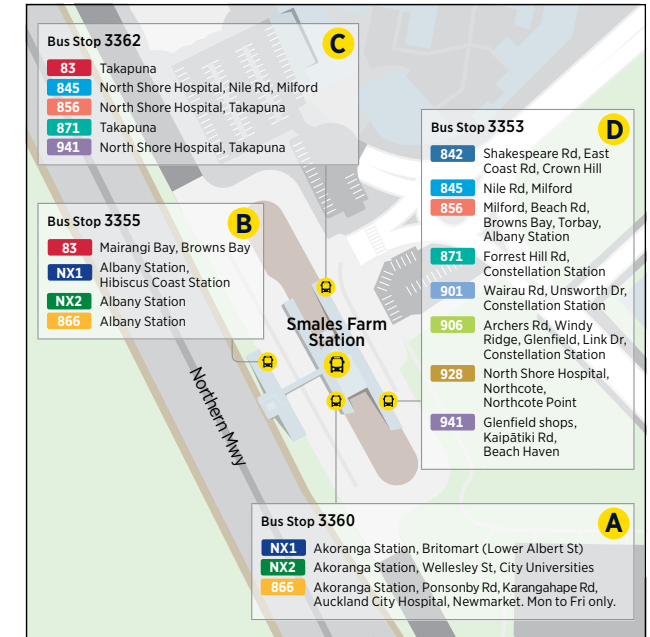 Bus Stop 3362
C
83 Takapuna
845 North Shore Hospital, Nile Rd, Milford
856 North Shore Hospital, Takapuna
871 Takapuna
941 North Shore Hospital, Takapuna
Bus Stop 3353
D
842 Shakespeare Rd, East
Coast Rd, Crown Hill
845 Nile Rd, Milford
856 Milford, Beach Rd,
Browns Bay, Torbay,
Albany Station
871 Forrest Hill Rd,
Constellation Station
901 Wairau Rd, Unsworth Dr,
Constellation Station
906 Archers Rd, Windy
Ridge, Glenfield, Link Dr,
Constellation Station
928 North Shore Hospital,
Northcote,
Northcote Point
941 Glenfield shops,
Kaipātiki Rd,
Beach Haven
Bus Stop 3355
B
83 Mairangi Bay, Browns Bay
NX1 Albany Station,
Hibiscus Coast Station
NX2 Albany Station
866 Albany Station
Smales Farm
Station
Northern Mwy
Bus Stop 3360
A
NX1 Akoranga Station, Britomart (Lower Albert St)
NX2 Akoranga Station, Wellesley St, City Universities
866 Akoranga Station, Ponsonby Rd, Karangahape Rd,
Auckland City Hospital, Newmarket. Mon to Fri only.